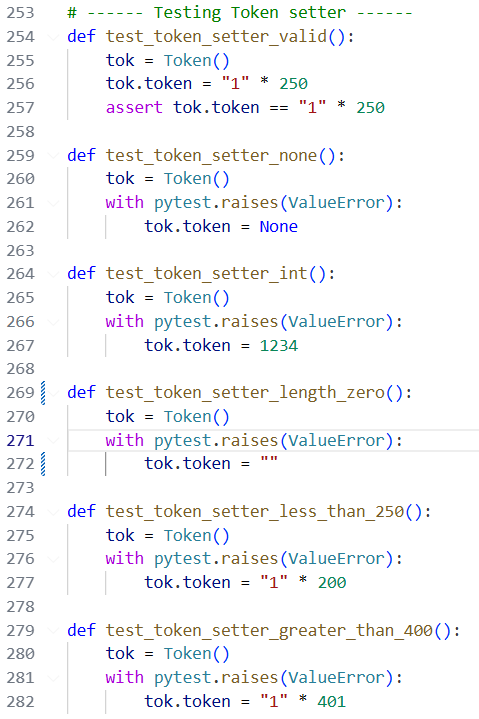 253 # ------ Testing Token setter ------
254 def test_token_setter_valid():
255     tok = Token()
256     tok.token = "1" * 250
257     assert tok.token == "1" * 250
258
259 def test_token_setter_none():
260     tok = Token()
261     with pytest.raises(ValueError):
262         tok.token = None
263
264 def test_token_setter_int():
265     tok = Token()
266     with pytest.raises(ValueError):
267         tok.token = 1234
268
269 def test_token_setter_length_zero():
270     tok = Token()
271     with pytest.raises(ValueError):
272         tok.token = ""
273
274 def test_token_setter_less_than_250():
275     tok = Token()
276     with pytest.raises(ValueError):
277         tok.token = "1" * 200
278
279 def test_token_setter_greater_than_400():
280     tok = Token()
281     with pytest.raises(ValueError):
282         tok.token = "1" * 401